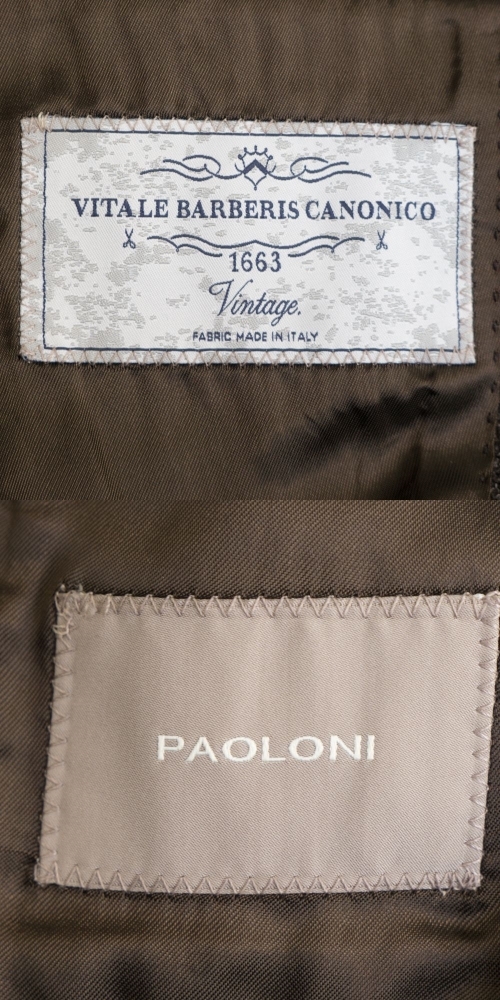 VITALE BARBERIS CANONICO
1663
Vintage.
FABRIC MADE IN ITALY
PAOLONI